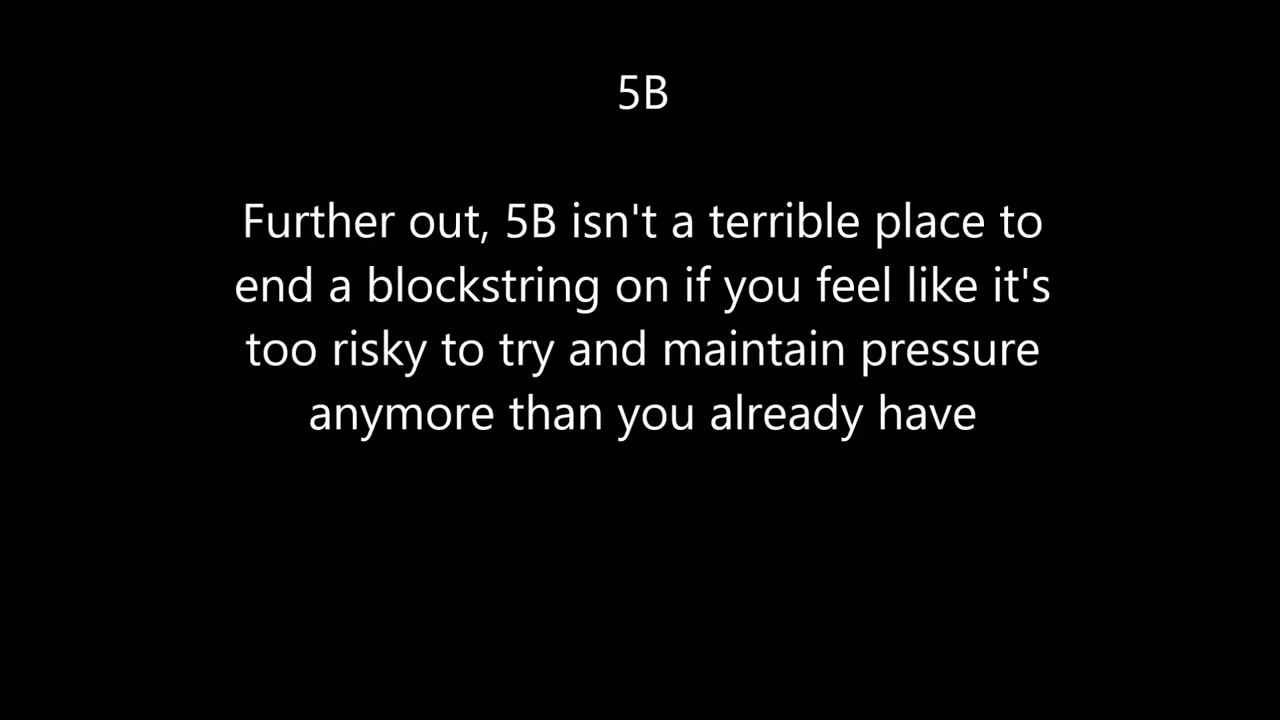 5B
Further out, 5B isn't a terrible place to
end a blockstring on if you feel like it's
too risky to try and maintain pressure
anymore than you already have